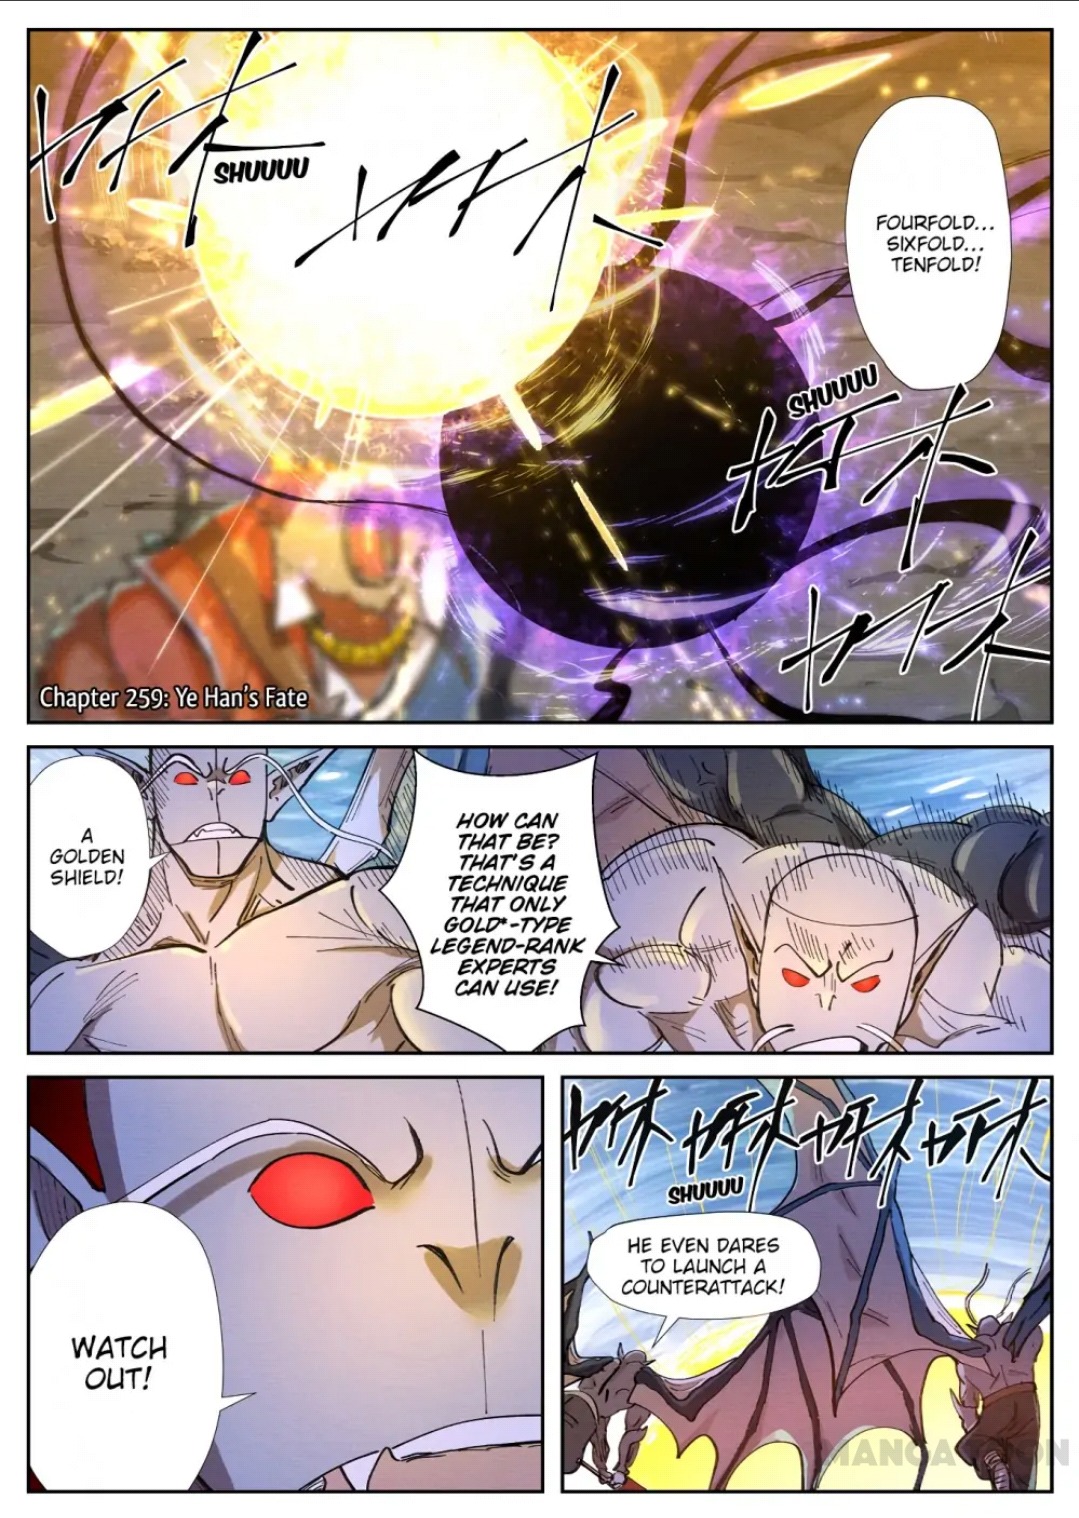 SHUUUU
FOURFOLD...
SIXFOLD...
TENFOLD!
SHUUUU
Chapter 259: Ye Han's Fate
A
GOLDEN
SHIELD!
HOW CAN
THAT BE?
THAT'S A
TECHNIQUE
THAT ONLY
GOLD*-TYPE
LEGEND-RANK
EXPERTS
CAN USE!
WATCH
OUT!
SHUUUU
HE EVEN DARES
TO LAUNCH A
COUNTERATTACK!